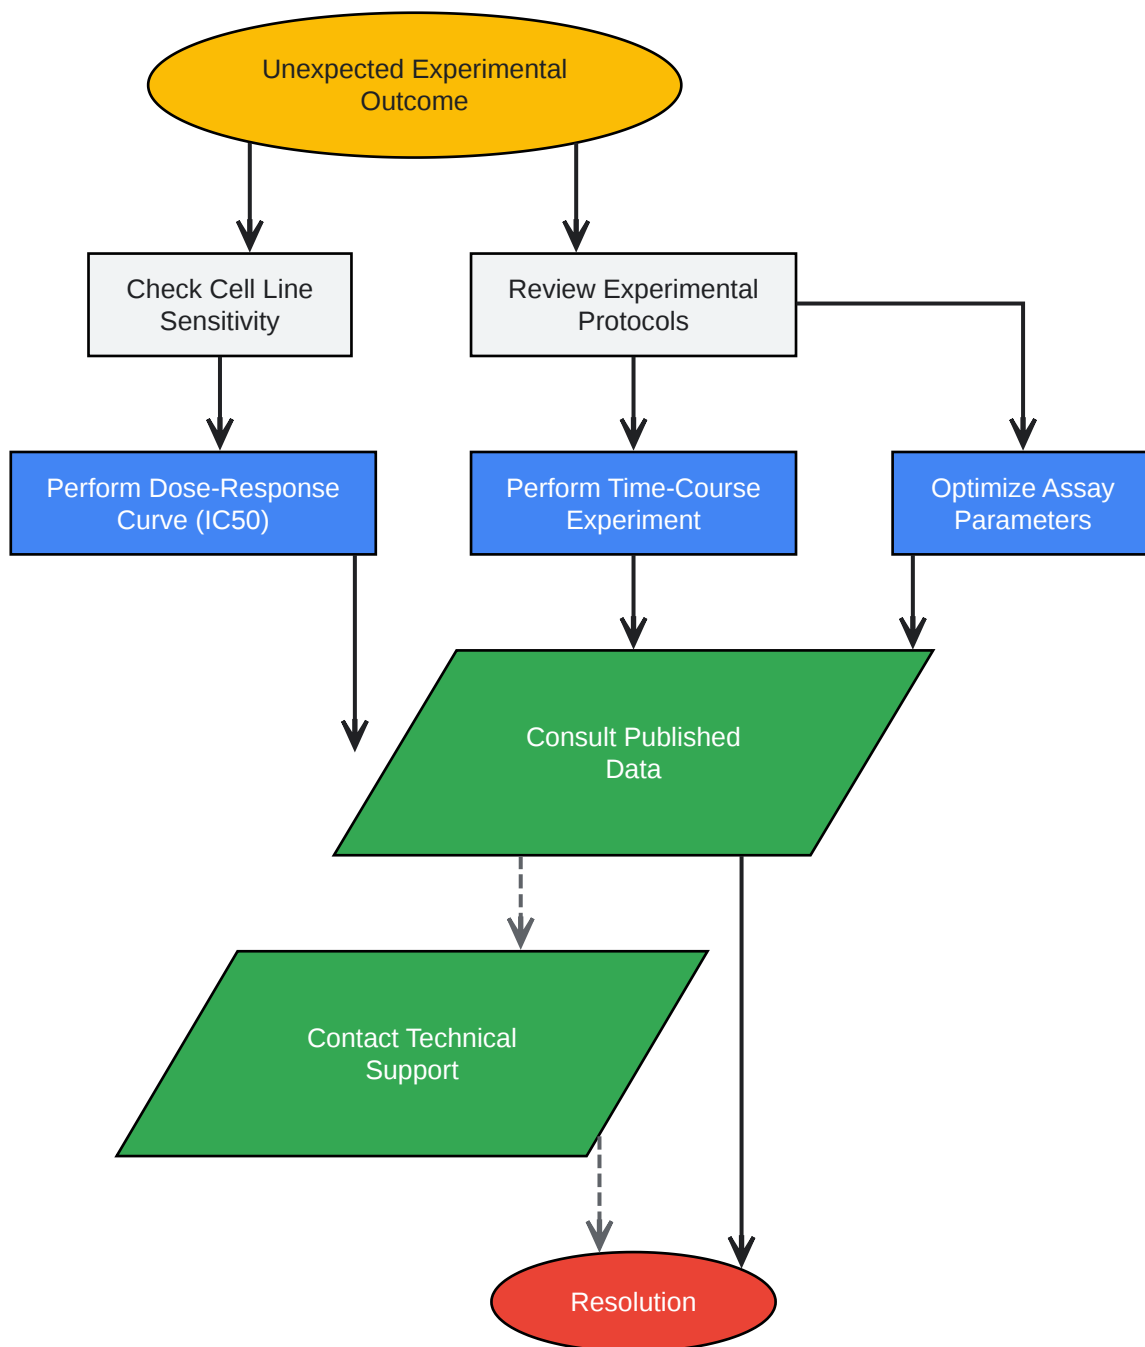 Unexpected Experimental
Outcome
Check Cell Line
Sensitivity
Review Experimental
Protocols
Perform Dose-Response
Curve (IC50)
Perform Time-Course
Experiment
Optimize Assay
Parameters
Consult Published
Data
Contact Technical
Support
Resolution